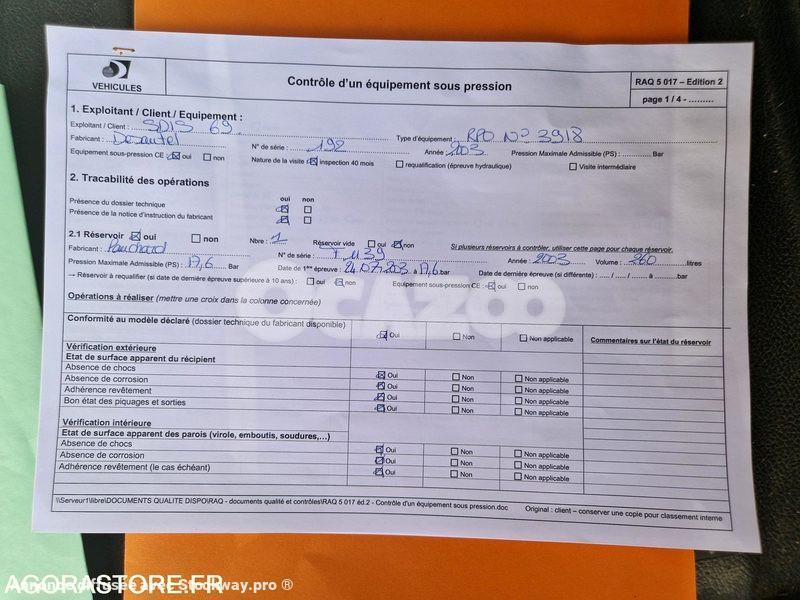 VEHICULES
Contrôle d'un équipement sous pression
RAQ 5 017 – Edition 2
page 1 / 4 - .........
1. Exploitant / Client / Equipement :
Exploitant / Client : SDIS 69
Type d'équipement : RPO N° 3918
Fabricant : Desautel N° de série : 192 Année : 2003 Pression Maximale Admissible (PS) : ............. Bar
Equipement sous-pression CE : ☒ oui ☐ non Nature de la visite ☒ inspection 40 mois ☐ requalification (épreuve hydraulique) ☐ Visite intermédiaire
2. Tracabilité des opérations
oui non
Présence du dossier technique ☒ ☐
Présence de la notice d'instruction du fabricant ☒ ☐
2.1 Réservoir ☒ oui ☐ non Nbre : 1 Réservoir vide ☐ oui ☒ non Si plusieurs réservoirs à contrôler, utiliser cette page pour chaque réservoir.
Fabricant : Pauchard N° de série : T M39 Année : 2003 Volume : 260 litres
Pression Maximale Admissible (PS) : 17,6 Bar Date de 1ère épreuve : 24.07.2003 à 17,6 bar Date de dernière épreuve (si différente) : ..... / ..... / ...... à .........bar
→ Réservoir à requalifier (si date de dernière épreuve supérieure à 10 ans) : ☐ oui ☒ non Equipement sous-pression CE : ☒ oui ☐ non
Opérations à réaliser (mettre une croix dans la colonne concernée)
Conformité au modèle déclaré (dossier technique du fabricant disponible) ☒ Oui ☐ Non ☐ Non applicable Commentaires sur l'état du réservoir
Vérification extérieure
Etat de surface apparent du récipient
Absence de chocs ☒ Oui ☐ Non ☐ Non applicable
Absence de corrosion ☒ Oui ☐ Non ☐ Non applicable
Adhérence revêtement ☒ Oui ☐ Non ☐ Non applicable
Bon état des piquages et sorties ☒ Oui ☐ Non ☐ Non applicable
Vérification intérieure
Etat de surface apparent des parois (virole, emboutis, soudures,…)
Absence de chocs ☒ Oui ☐ Non ☐ Non applicable
Absence de corrosion ☒ Oui ☐ Non ☐ Non applicable
Adhérence revêtement (le cas échéant) ☒ Oui ☐ Non ☐ Non applicable
\\Serveur1\libre\DOCUMENTS QUALITE DISPO\RAQ - documents qualité et contrôles\RAQ 5 017 éd.2 - Contrôle d'un équipement sous pression.doc
Original : client – conserver une copie pour classement interne
OCAZOO
AGORASTORE.FR
Annonce diffusée avec Stockway.pro ®